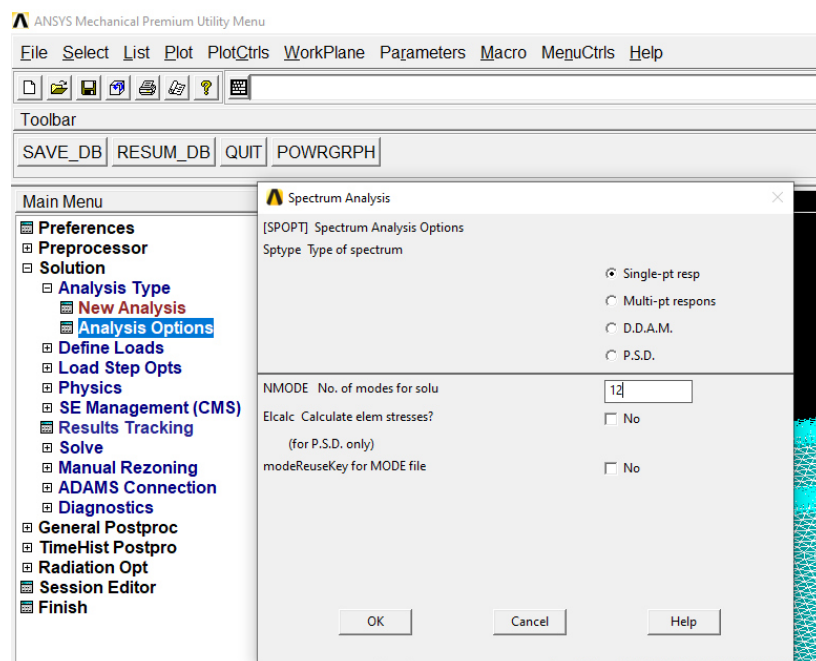 ANSYS Mechanical Premium Utility Menu
File Select List Plot PlotCtrls WorkPlane Parameters Macro MenuCtrls Help
Toolbar
SAVE_DB RESUM_DB QUIT POWRGRPH
Main Menu
Preferences
Preprocessor
Solution
Analysis Type
New Analysis
Analysis Options
Define Loads
Load Step Opts
Physics
SE Management (CMS)
Results Tracking
Solve
Manual Rezoning
ADAMS Connection
Diagnostics
General Postproc
TimeHist Postpro
Radiation Opt
Session Editor
Finish
Spectrum Analysis
[SPOPT] Spectrum Analysis Options
Sptype Type of spectrum
Single-pt resp
Multi-pt respons
D.D.A.M.
P.S.D.
NMODE No. of modes for solu 12
Elcalc Calculate elem stresses? No
(for P.S.D. only)
modeReuseKey for MODE file No
OK Cancel Help